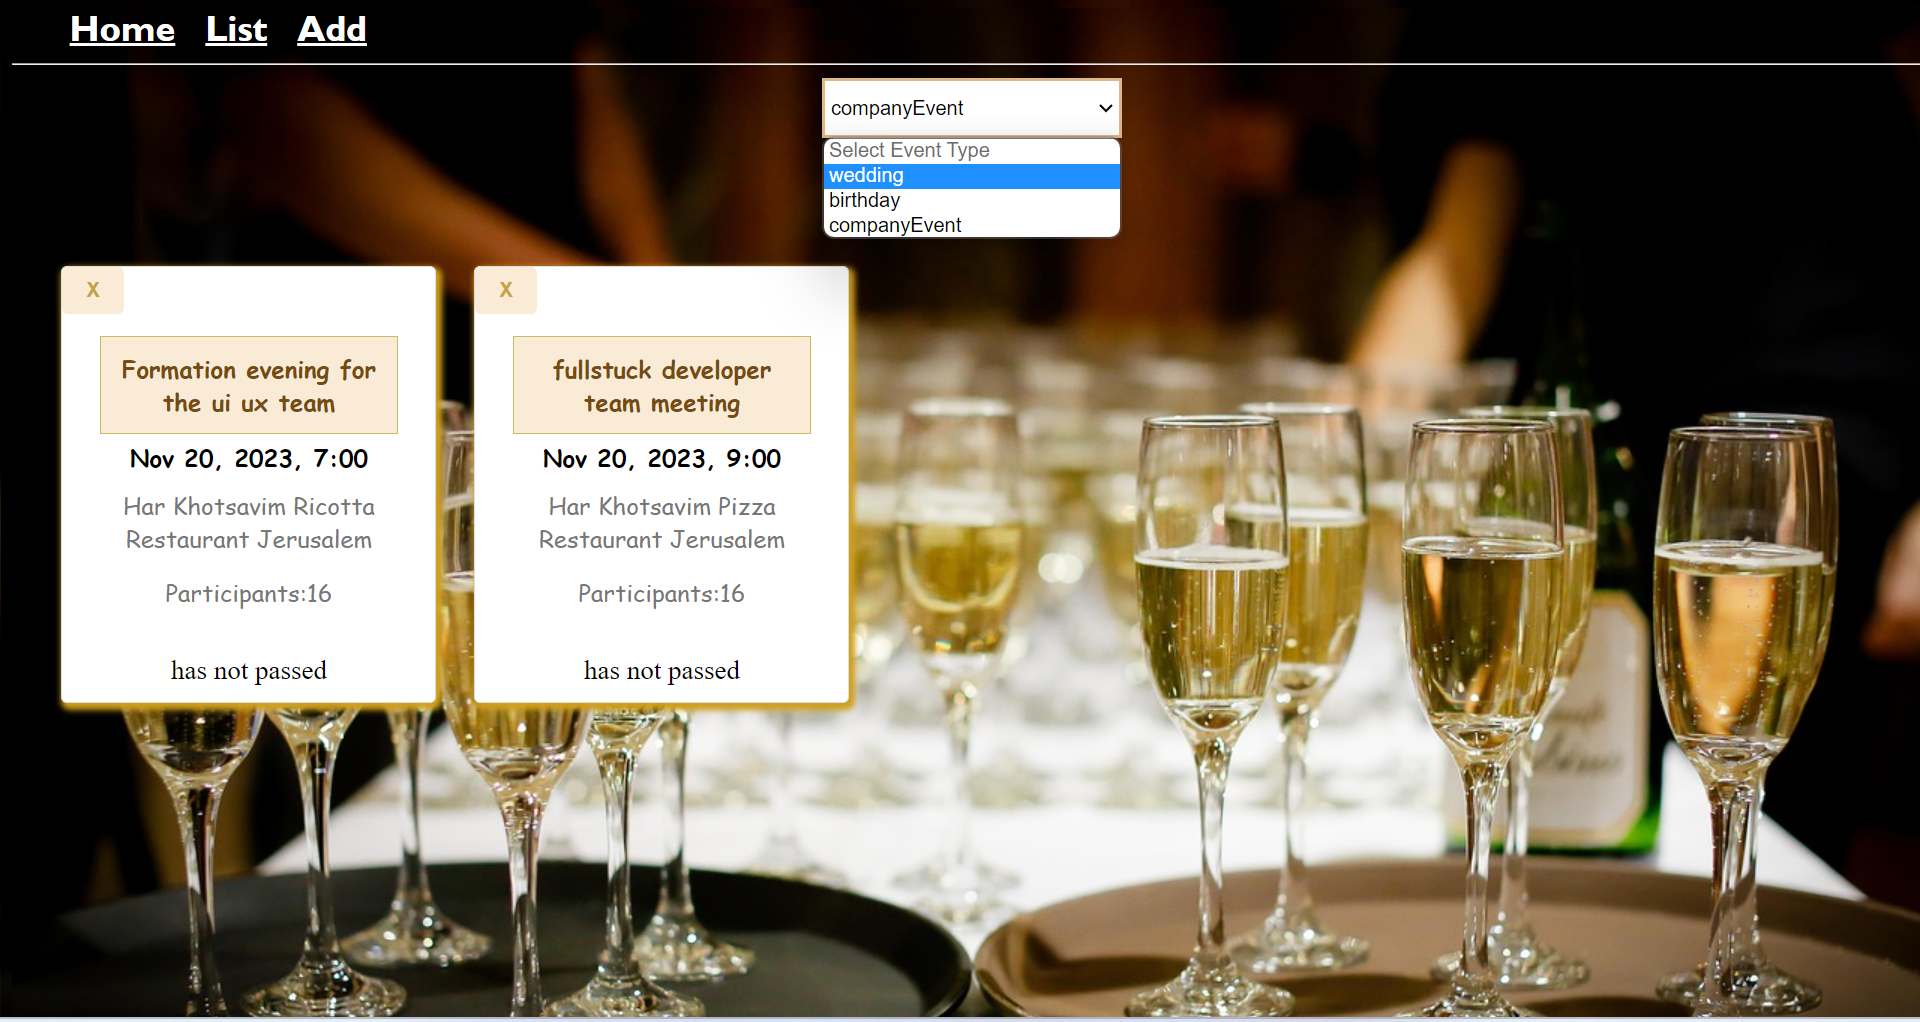 Home List Add
companyEvent
Select Event Type
wedding
birthday
companyEvent
X
Formation evening for
the ui ux team
Nov 20, 2023, 7:00
Har Khotsavim Ricotta
Restaurant Jerusalem
Participants:16
has not passed
X
fullstuck developer
team meeting
Nov 20, 2023, 9:00
Har Khotsavim Pizza
Restaurant Jerusalem
Participants:16
has not passed